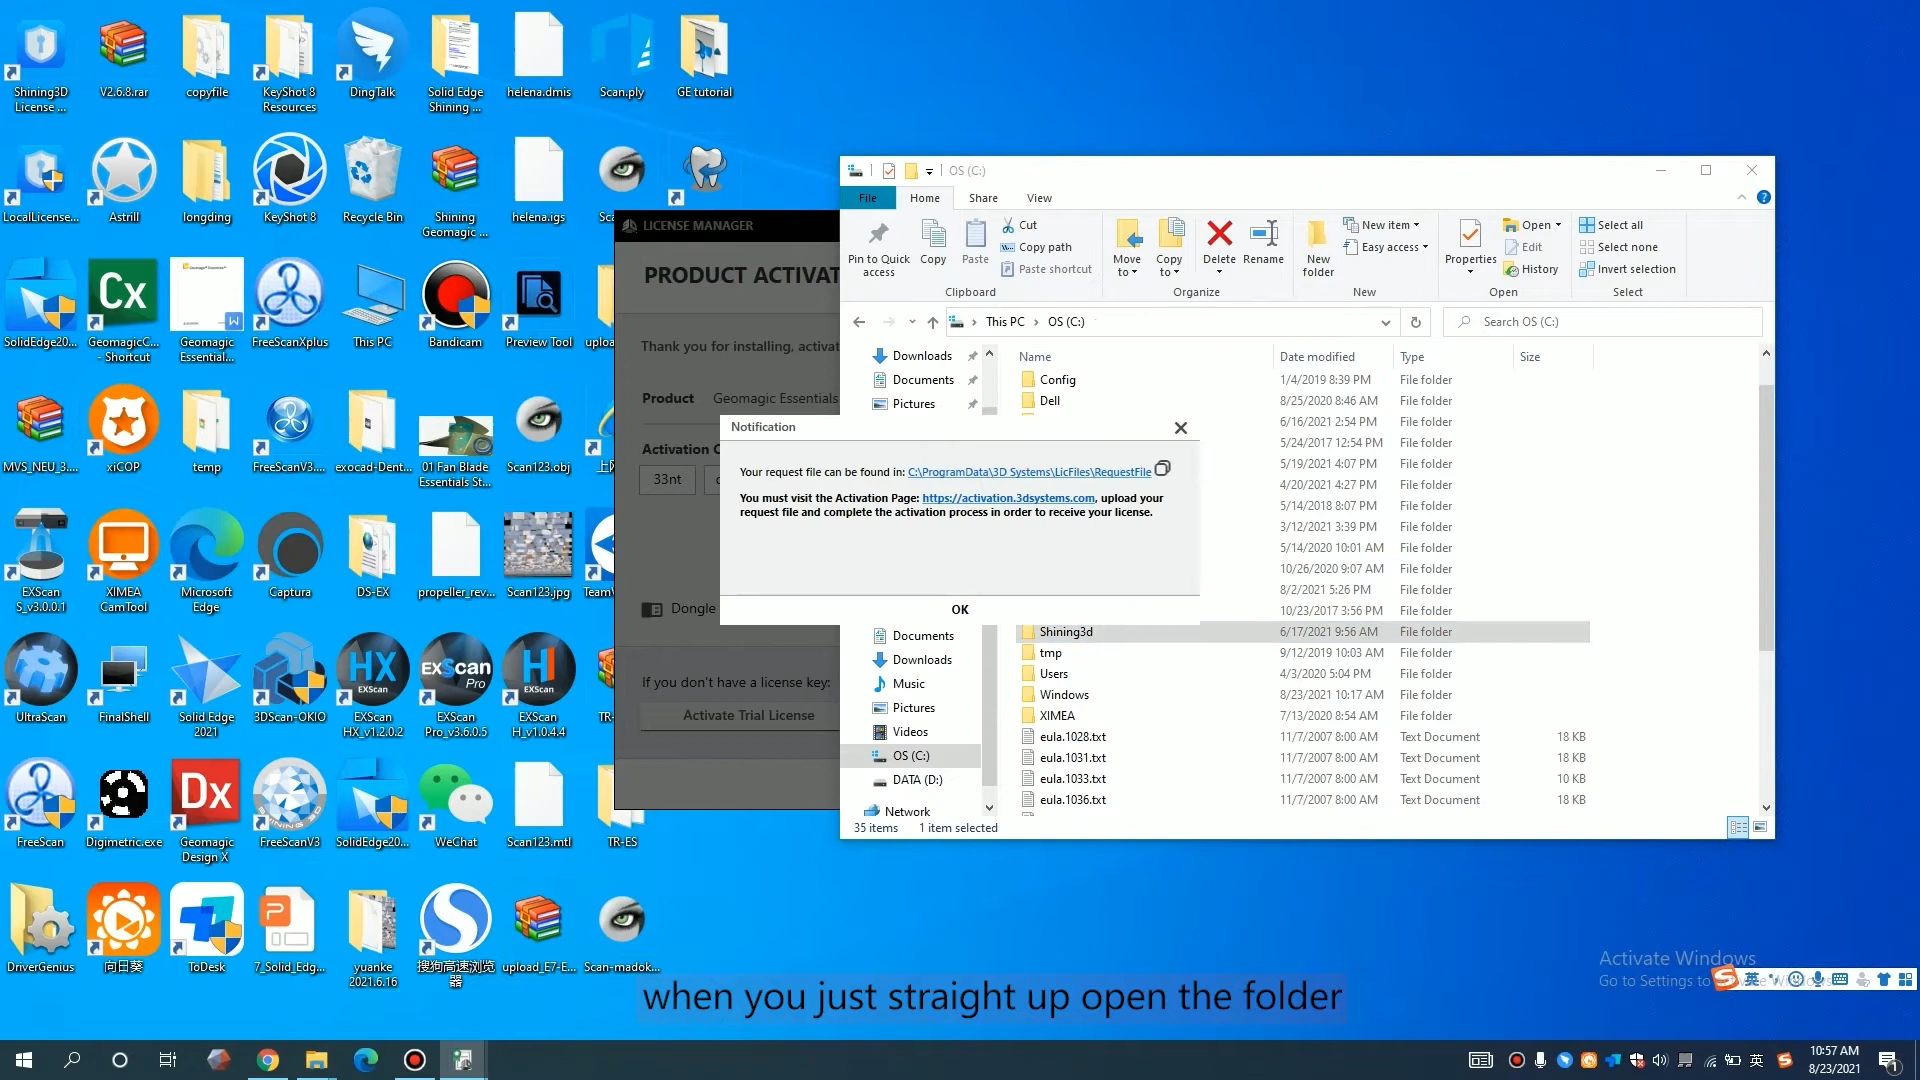 Shining3D
License ...
V2.6.8.rar
copyfile
KeyShot 8
Resources
DingTalk
Solid Edge
Shining ...
helena.dmis
Scan.ply
GE tutorial
LocalLicense...
Astrill
longding
KeyShot 8
Recycle Bin
Shining
Geomagic ...
helena.igs
SolidEdge20...
GeomagicC...
- Shortcut
Geomagic
Essential...
FreeScanXplus
This PC
Bandicam
Preview Tool
MVS_NEU_3....
xiCOP
temp
FreeScanV3....
exocad-Dent...
01 Fan Blade
Essentials St...
Scan123.obj
EXScan
S_v3.0.0.1
XIMEA
CamTool
Microsoft
Edge
Captura
DS-EX
propeller_rev...
Scan123.jpg
UltraScan
FinalShell
Solid Edge
2021
3DScan-OKIO
HX
EXScan
EXScan
HX_v1.2.0.2
EXScan
Pro
EXScan
Pro_v3.6.0.5
H
EXScan
EXScan
H_v1.0.4.4
FreeScan
Digimetric.exe
Dx
Geomagic
Design X
FreeScanV3
SolidEdge20...
WeChat
Scan123.mtl
TR-ES
DriverGenius
向日葵
ToDesk
7_Solid_Edg...
yuanke
2021.6.16
搜狗高速浏览
器
upload_E7-E...
Scan-madok...
Cx
LICENSE MANAGER
PRODUCT ACTIVAT
Thank you for installing, activat
Product Geomagic Essentials
Activation C
33nt
Dongle
If you don't have a license key:
Activate Trial License
OS (C:)
File Home Share View
Pin to Quick
access
Copy
Paste
Cut
Copy path
Paste shortcut
Clipboard
Move
to
Copy
to
Delete
Rename
Organize
New
folder
New item
Easy access
New
Properties
Open
Edit
History
Open
Select all
Select none
Invert selection
Select
This PC OS (C:)
Search OS (C:)
Downloads
Documents
Pictures
Name Date modified Type Size
Config 1/4/2019 8:39 PM File folder
Dell 8/25/2020 8:46 AM File folder
6/16/2021 2:54 PM File folder
5/24/2017 12:54 PM File folder
5/19/2021 4:07 PM File folder
4/20/2021 4:27 PM File folder
5/14/2018 8:07 PM File folder
3/12/2021 3:39 PM File folder
5/14/2020 10:01 AM File folder
10/26/2020 9:07 AM File folder
8/2/2021 5:26 PM File folder
10/23/2017 3:56 PM File folder
Shining3d 6/17/2021 9:56 AM File folder
tmp 9/12/2019 10:03 AM File folder
Users 4/3/2020 5:04 PM File folder
Windows 8/23/2021 10:17 AM File folder
XIMEA 7/13/2020 8:54 AM File folder
eula.1028.txt 11/7/2007 8:00 AM Text Document 18 KB
eula.1031.txt 11/7/2007 8:00 AM Text Document 18 KB
eula.1033.txt 11/7/2007 8:00 AM Text Document 10 KB
eula.1036.txt 11/7/2007 8:00 AM Text Document 18 KB
Notification
Your request file can be found in: C:\ProgramData\3D Systems\LicFiles\RequestFile
You must visit the Activation Page: https://activation.3dsystems.com, upload your
request file and complete the activation process in order to receive your license.
OK
Documents
Downloads
Music
Pictures
Videos
OS (C:)
DATA (D:)
Network
35 items 1 item selected
Activate Windows
Go to Settings to
英
when you just straight up open the folder
英
10:57 AM
8/23/2021
1